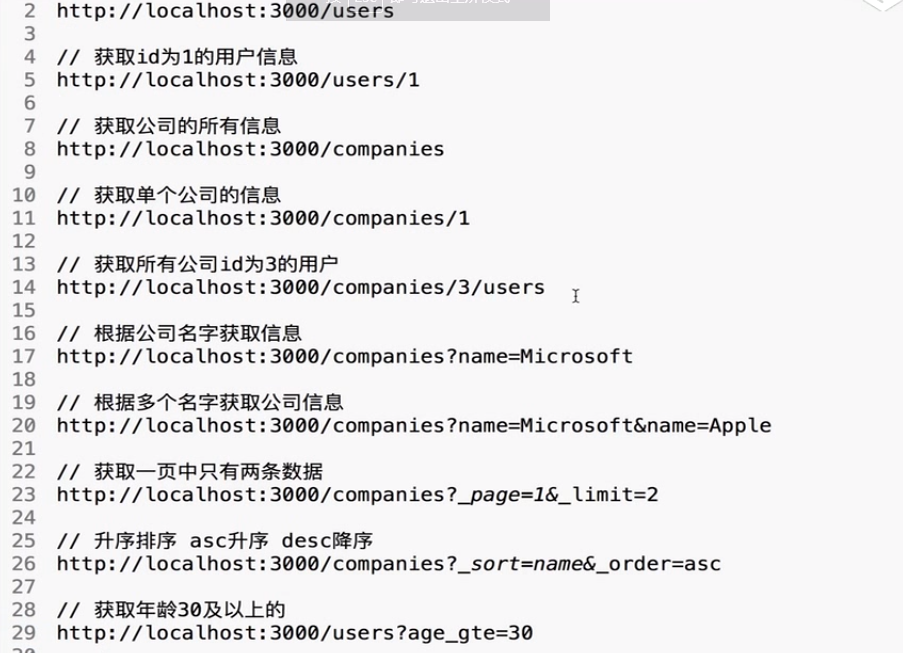 2 http://localhost:3000/users
3
4 // 获取id为1的用户信息
5 http://localhost:3000/users/1
6
7 // 获取公司的所有信息
8 http://localhost:3000/companies
9
10 // 获取单个公司的信息
11 http://localhost:3000/companies/1
12
13 // 获取所有公司id为3的用户
14 http://localhost:3000/companies/3/users
15
16 // 根据公司名字获取信息
17 http://localhost:3000/companies?name=Microsoft
18
19 // 根据多个名字获取公司信息
20 http://localhost:3000/companies?name=Microsoft&name=Apple
21
22 // 获取一页中只有两条数据
23 http://localhost:3000/companies?_page=1&_limit=2
24
25 // 升序排序 asc升序 desc降序
26 http://localhost:3000/companies?_sort=name&_order=asc
27
28 // 获取年龄30及以上的
29 http://localhost:3000/users?age_gte=30